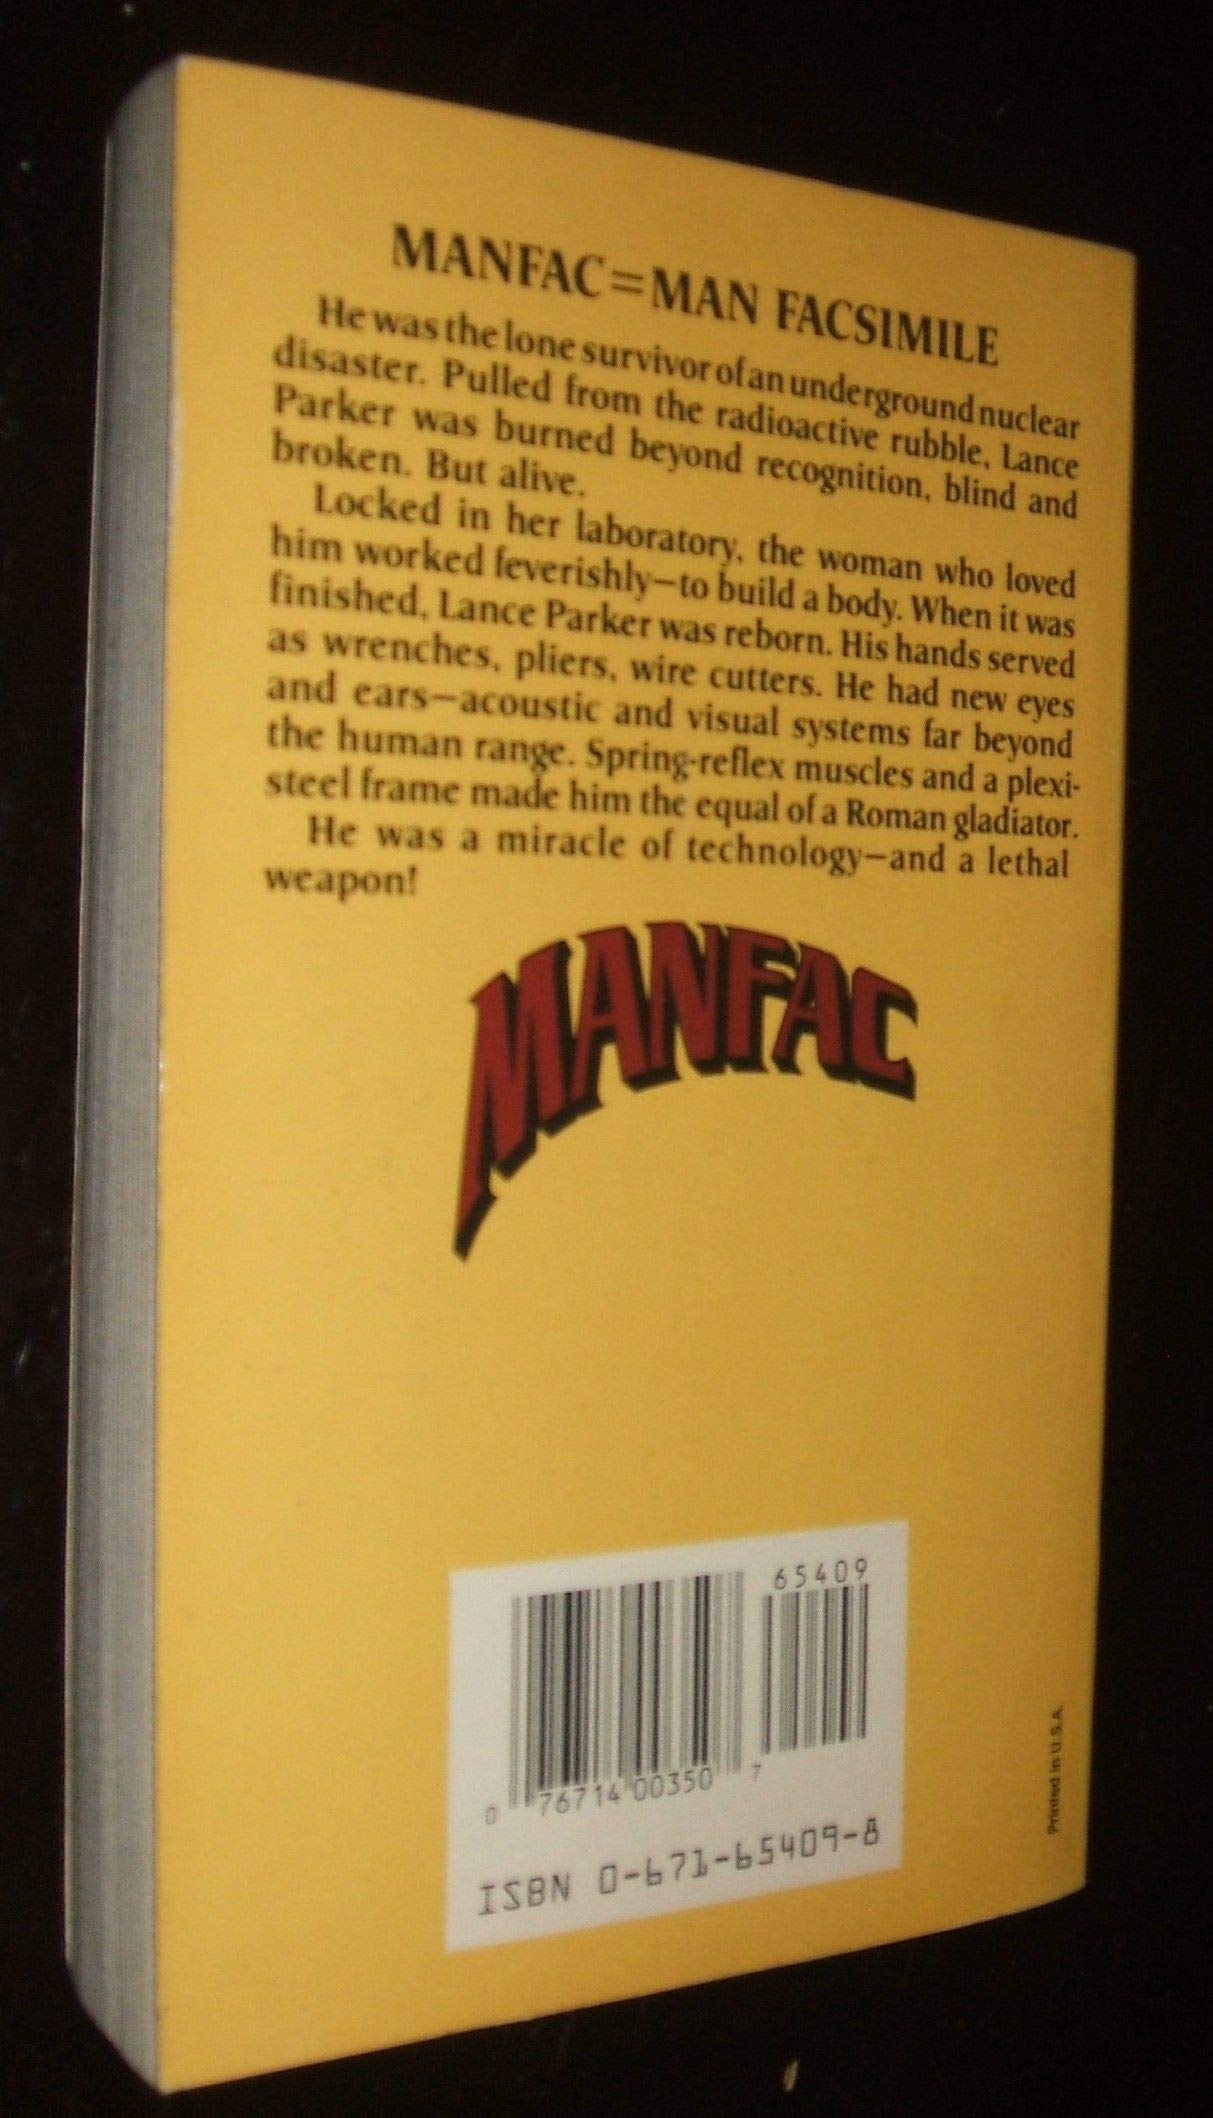 MANFAC=MAN FACSIMILE
He was the lone survivor of an underground nuclear
disaster. Pulled from the radioactive rubble, Lance
Parker was burned beyond recognition, blind and
broken. But alive.
Locked in her laboratory, the woman who loved
him worked feverishly—to build a body. When it was
finished, Lance Parker was reborn. His hands served
as wrenches, pliers, wire cutters. He had new eyes
and ears—acoustic and visual systems far beyond
the human range. Spring-reflex muscles and a plexi-
steel frame made him the equal of a Roman gladiator.
He was a miracle of technology—and a lethal
weapon!
MANFAC
65409
0 76714 00350 7
ISBN 0-671-65409-8
Printed in U.S.A.